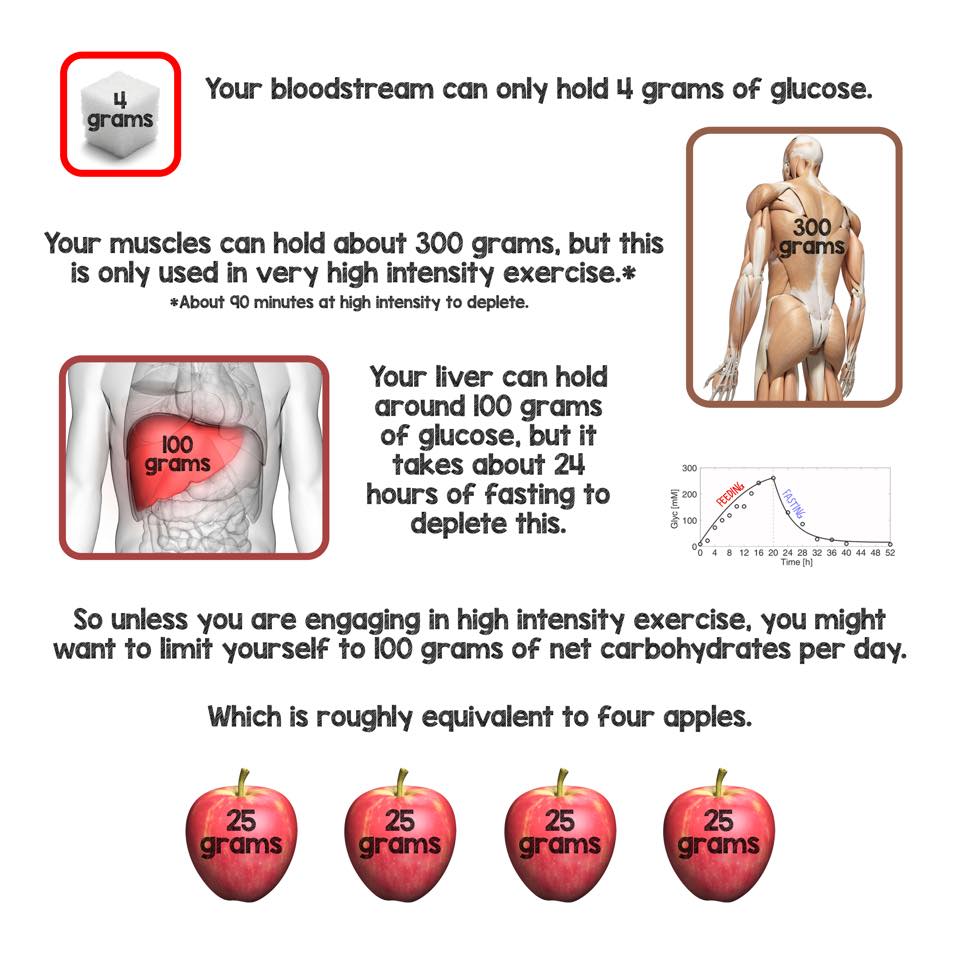 4
grams
Your bloodstream can only hold 4 grams of glucose.
300
grams
Your muscles can hold about 300 grams, but this
is only used in very high intensity exercise.*
*About 90 minutes at high intensity to deplete.
100
grams
Your liver can hold
around 100 grams
of glucose, but it
takes about 24
hours of fasting to
deplete this.
300
200
100
0
Glyc [mM]
FEEDING
FASTING
0 4 8 12 16 20 24 28 32 36 40 44 48 52
Time [h]
So unless you are engaging in high intensity exercise, you might
want to limit yourself to 100 grams of net carbohydrates per day.
Which is roughly equivalent to four apples.
25 25 25 25
grams grams grams grams